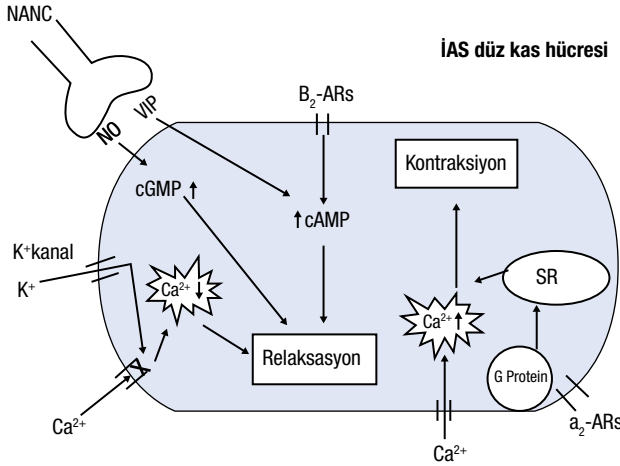 NANC
İAS düz kas hücresi
B₂-ARs
NO
VIP
Kontraksiyon
cGMP
cAMP
K⁺kanal
K⁺
Ca²⁺
SR
Ca²⁺
Relaksasyon
G Protein
X
Ca²⁺
a₂-ARs
Ca²⁺